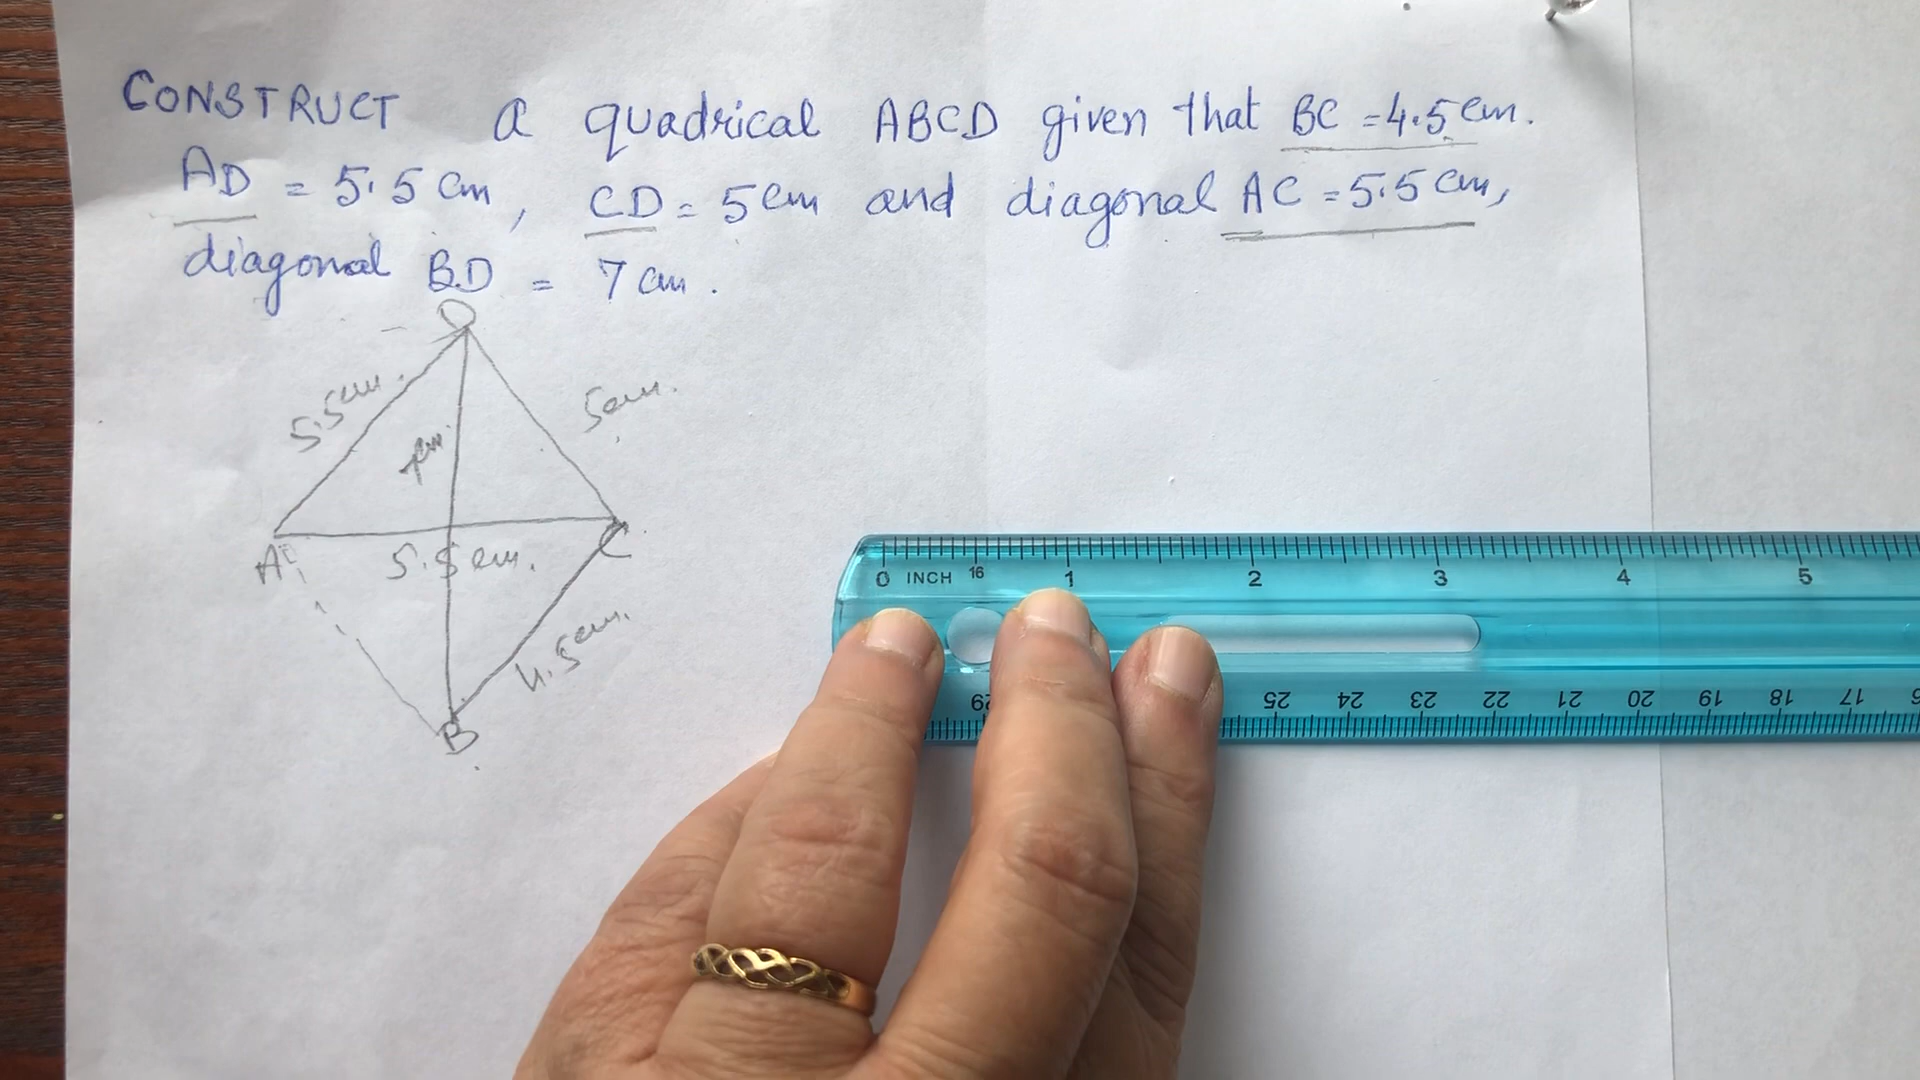 CONSTRUCT a quadrical ABCD given that BC = 4.5 cm.
AD = 5.5 cm, CD = 5 cm and diagonal AC = 5.5 cm,
diagonal BD = 7 cm.
D
5.5 cm.
5 cm.
7 cm.
A
5.5 cm.
C
4.5 cm.
B
0 INCH 16 1 2 3 4 5
29 25 24 23 22 21 20 19 18 17